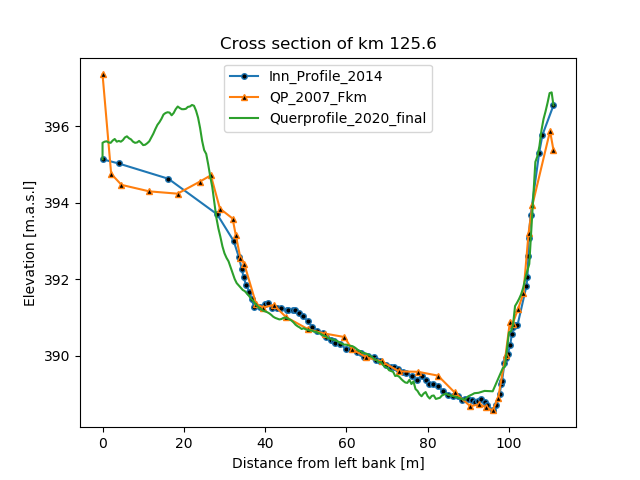 Cross section of km 125.6
Inn_Profile_2014
QP_2007_Fkm
Querprofile_2020_final
Elevation [m.a.s.l]
396
394
392
390
0 20 40 60 80 100
Distance from left bank [m]